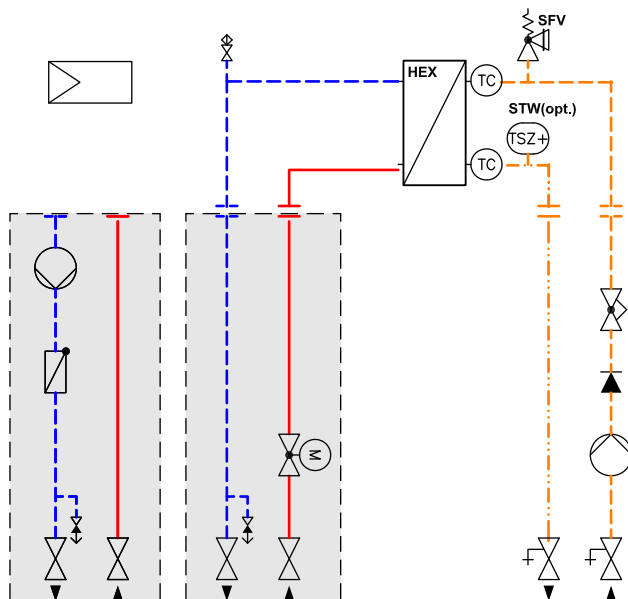 SFV
HEX
TC
STW(opt.)
TSZ+
TC
M